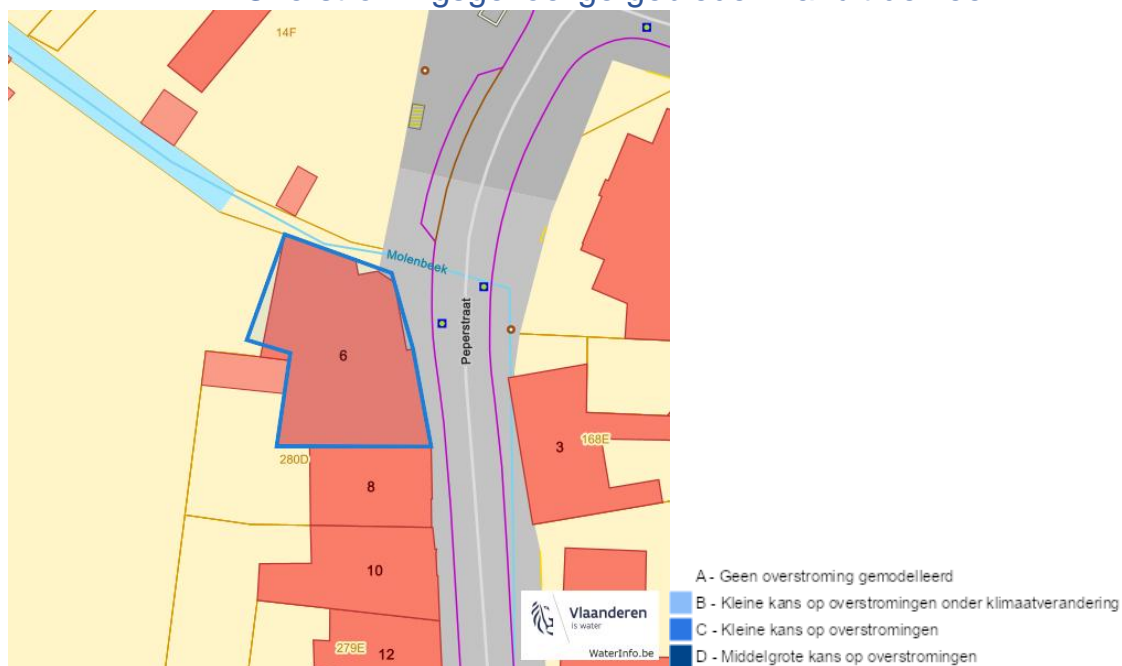 14F
Molenbeek
Peperstraat
6
3
168E
280D
8
10
279E
12
Vlaanderen
is water
WaterInfo.be
A - Geen overstroming gemodelleerd
B - Kleine kans op overstromingen onder klimaatverandering
C - Kleine kans op overstromingen
D - Middelgrote kans op overstromingen